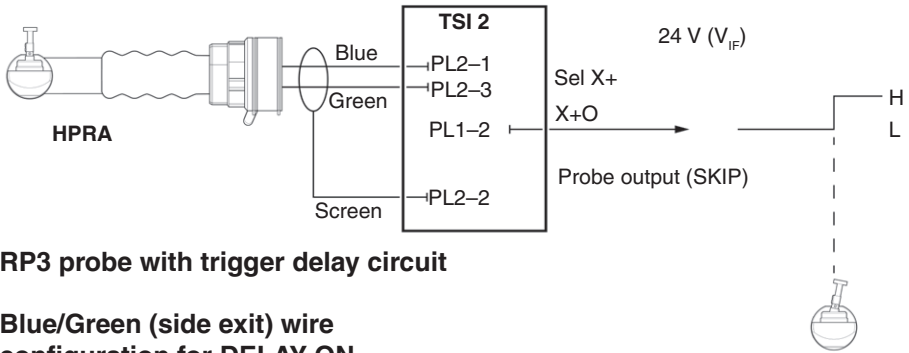 TSI 2
24 V (VIF)
Blue
PL2–1
Sel X+
Green
PL2–3
H
HPRA
PL1–2
X+O
L
Probe output (SKIP)
Screen
PL2–2
RP3 probe with trigger delay circuit
Blue/Green (side exit) wire
configuration for DELAY ON